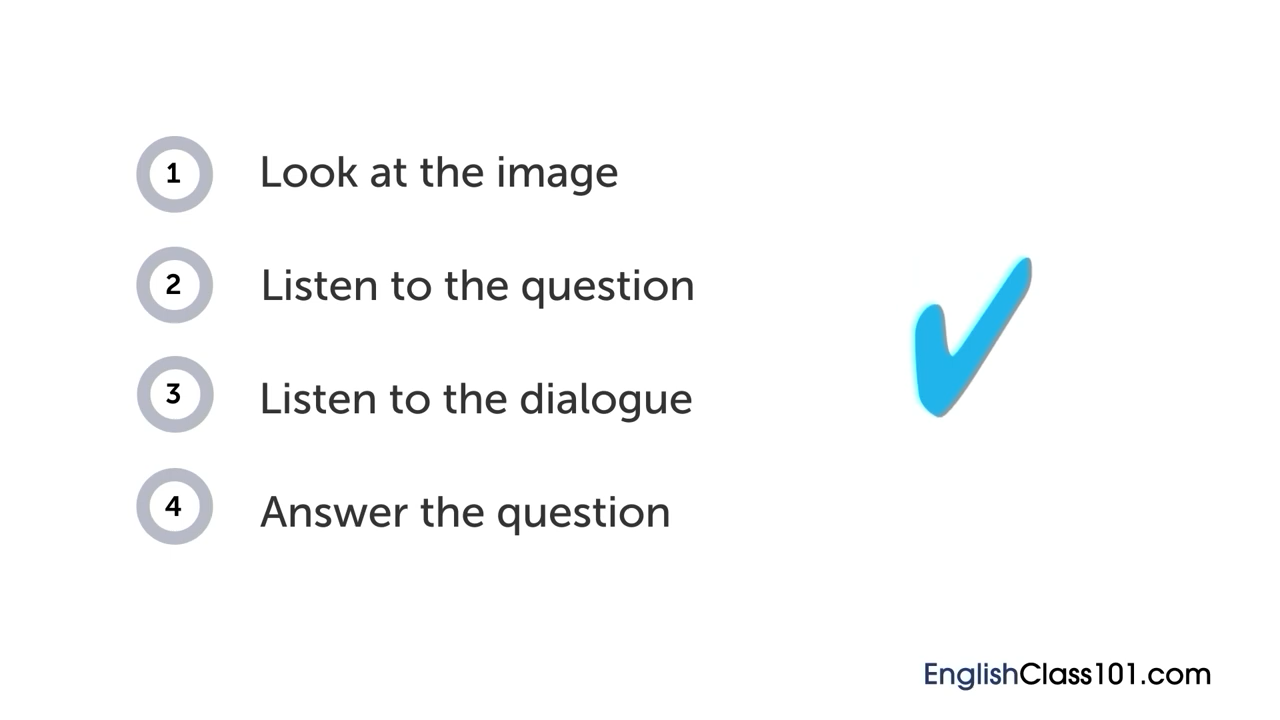 1 Look at the image
2 Listen to the question
3 Listen to the dialogue
4 Answer the question
EnglishClass101.com